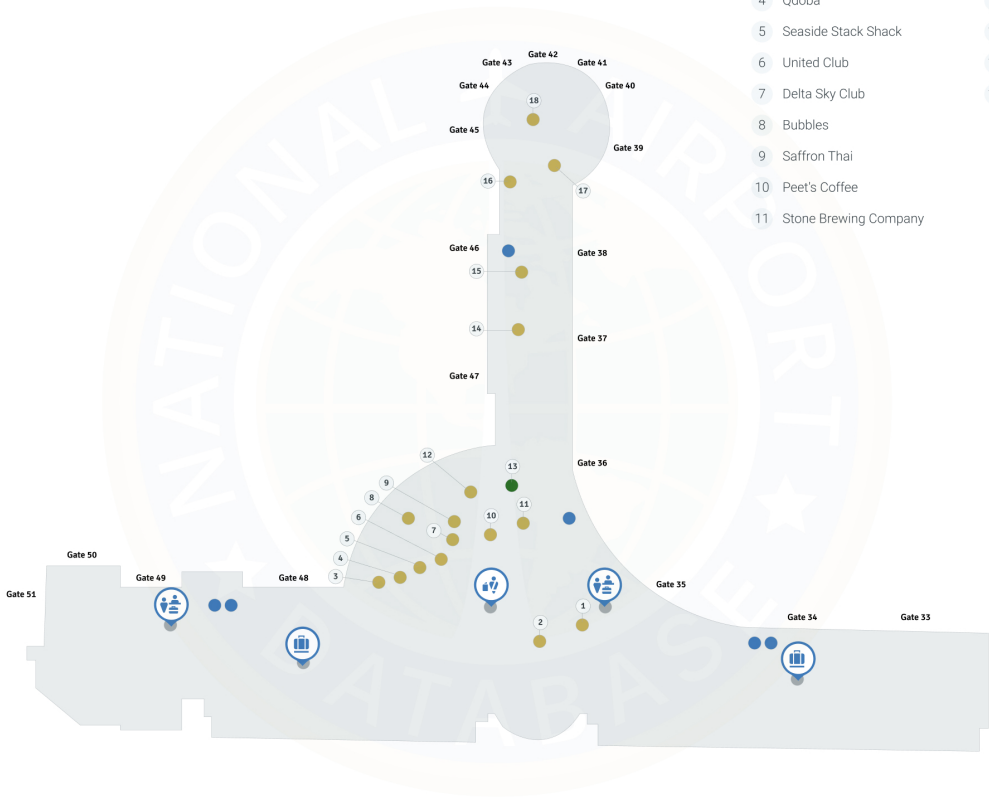 4 Qdoba
5 Seaside Stack Shack
6 United Club
7 Delta Sky Club
8 Bubbles
9 Saffron Thai
10 Peet's Coffee
11 Stone Brewing Company
Gate 42
Gate 43
Gate 41
Gate 44
Gate 40
18
Gate 45
Gate 39
16
17
Gate 46
Gate 38
15
14
Gate 37
Gate 47
12
Gate 36
13
9
8
11
6
10
7
5
Gate 50
4
3
Gate 49
Gate 48
Gate 35
Gate 51
1
2
Gate 34
Gate 33
NATIONAL AIRPORT
DATABASE